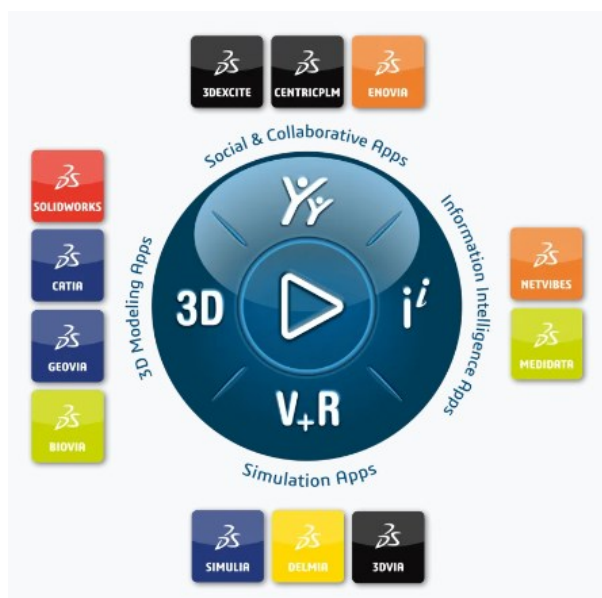 3DEXCITE
CENTRICPLM
ENOVIA
Social & Collaborative Apps
SOLIDWORKS
CATIA
GEOVIA
BIOVIA
3D Modeling Apps
3D
i i
V+R
Information Intelligence Apps
NETVIBES
MEDIDATA
Simulation Apps
SIMULIA
DELMIA
3DVIA